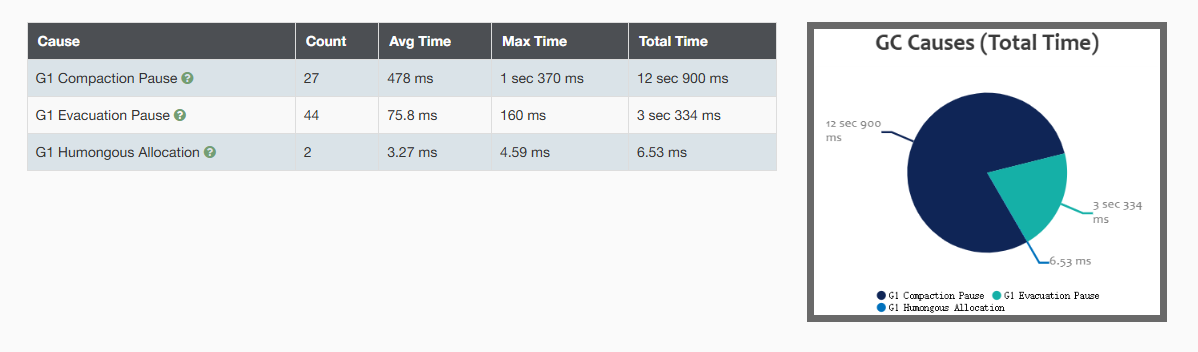 Cause Count Avg Time Max Time Total Time
G1 Compaction Pause 27 478 ms 1 sec 370 ms 12 sec 900 ms
G1 Evacuation Pause 44 75.8 ms 160 ms 3 sec 334 ms
G1 Humongous Allocation 2 3.27 ms 4.59 ms 6.53 ms
GC Causes (Total Time)
12 sec 900
ms
3 sec 334
ms
6.53 ms
G1 Compaction Pause G1 Evacuation Pause
G1 Humongous Allocation